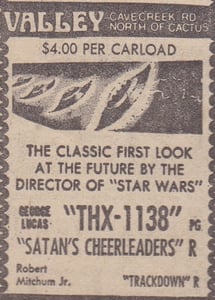 VALLEY
CAVECREEK RD
NORTH OF CACTUS
$4.00 PER CARLOAD
THE CLASSIC FIRST LOOK
AT THE FUTURE BY THE
DIRECTOR OF "STAR WARS"
GEORGE
LUCAS' "THX-1138" PG
"SATAN'S CHEERLEADERS" R
Robert
Mitchum Jr. "TRACKDOWN" R